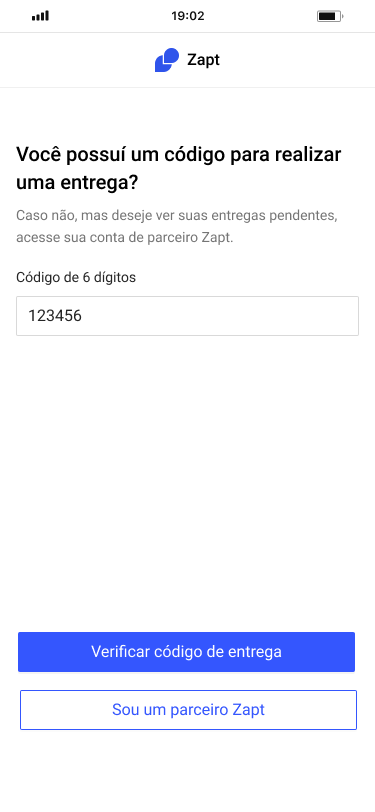 19:02
Zapt
Você possuí um código para realizar
uma entrega?
Caso não, mas deseje ver suas entregas pendentes,
acesse sua conta de parceiro Zapt.
Código de 6 dígitos
123456
Verificar código de entrega
Sou um parceiro Zapt